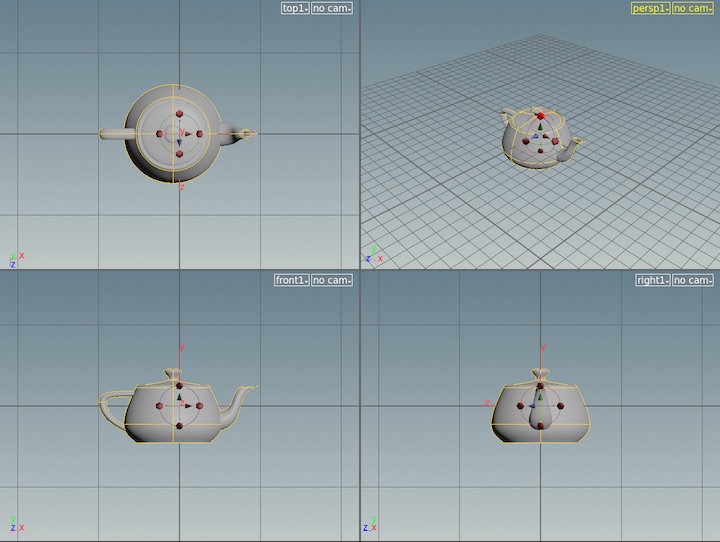 top1 no cam
persp1 no cam
x
z
y
x
z
y
z x
front1 no cam
right1 no cam
y
y
z
y
z x
y
z x